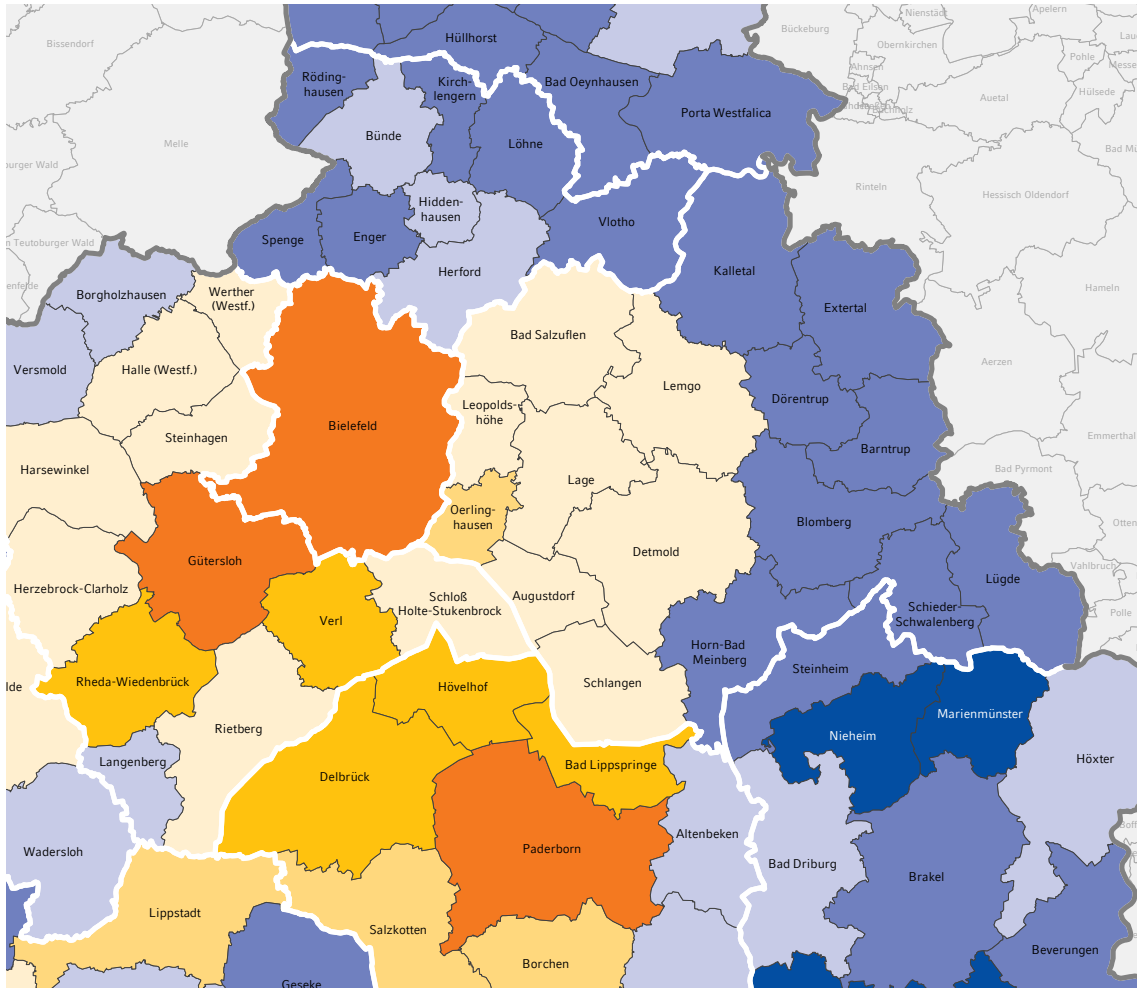 Apelern
Nienstädt
Bückeburg
Hüllhorst
Obernkirchen
Bissendorf
Pohle
Ahnsen
Röding-
hausen
Kirch-
lengern
Bad Oeynhausen
Bad Eilsen
Hülsede
Auetal
Buchholz
Porta Westfalica
Bünde
Melle
Löhne
Rinteln
Hessisch Oldendorf
Hidden-
hausen
Vlotho
Spenge
Enger
Herford
Kalletal
Hameln
Borgholzhausen
Werther
(Westf.)
Extertal
Bad Salzuflen
Aerzen
Versmold
Halle (Westf.)
Lemgo
Dörentrup
Leopolds-
höhe
Bielefeld
Steinhagen
Emmerthal
Barntrup
Harsewinkel
Bad Pyrmont
Lage
Oerling-
hausen
Blomberg
Detmold
Gütersloh
Vahlbruch
Lügde
Herzebrock-Clarholz
Augustdorf
Schloß
Holte-Stukenbrock
Schieder-
Schwalenberg
Polle
Verl
Horn-Bad
Meinberg
Steinheim
Rheda-Wiedenbrück
Hövelhof
Schlangen
Marienmünster
Rietberg
Nieheim
Höxter
Langenberg
Delbrück
Bad Lippspringe
Altenbeken
Paderborn
Wadersloh
Bad Driburg
Brakel
Lippstadt
Salzkotten
Borchen
Beverungen
Geseke